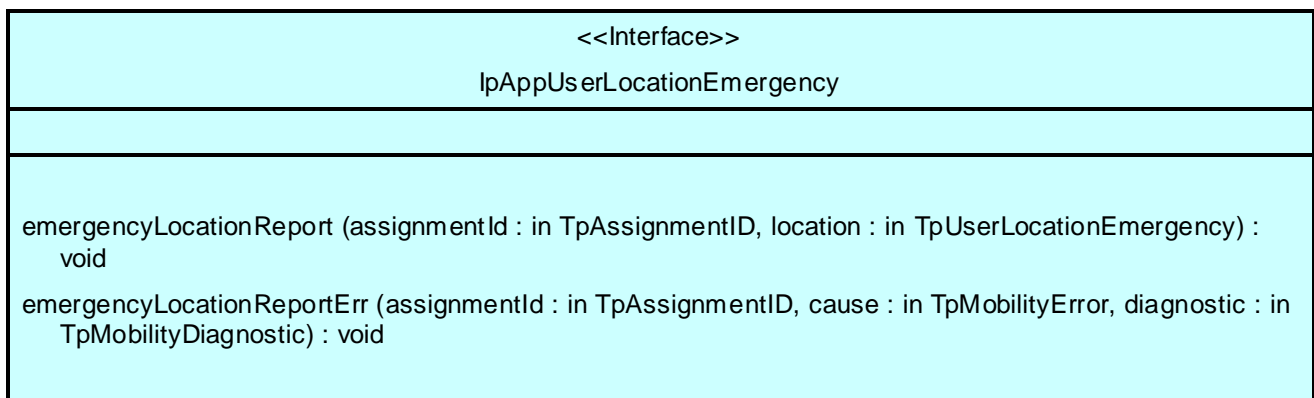 <<Interface>>
IpAppUserLocationEmergency
emergencyLocationReport (assignmentId : in TpAssignmentID, location : in TpUserLocationEmergency) :
void
emergencyLocationReportErr (assignmentId : in TpAssignmentID, cause : in TpMobilityError, diagnostic : in
TpMobilityDiagnostic) : void